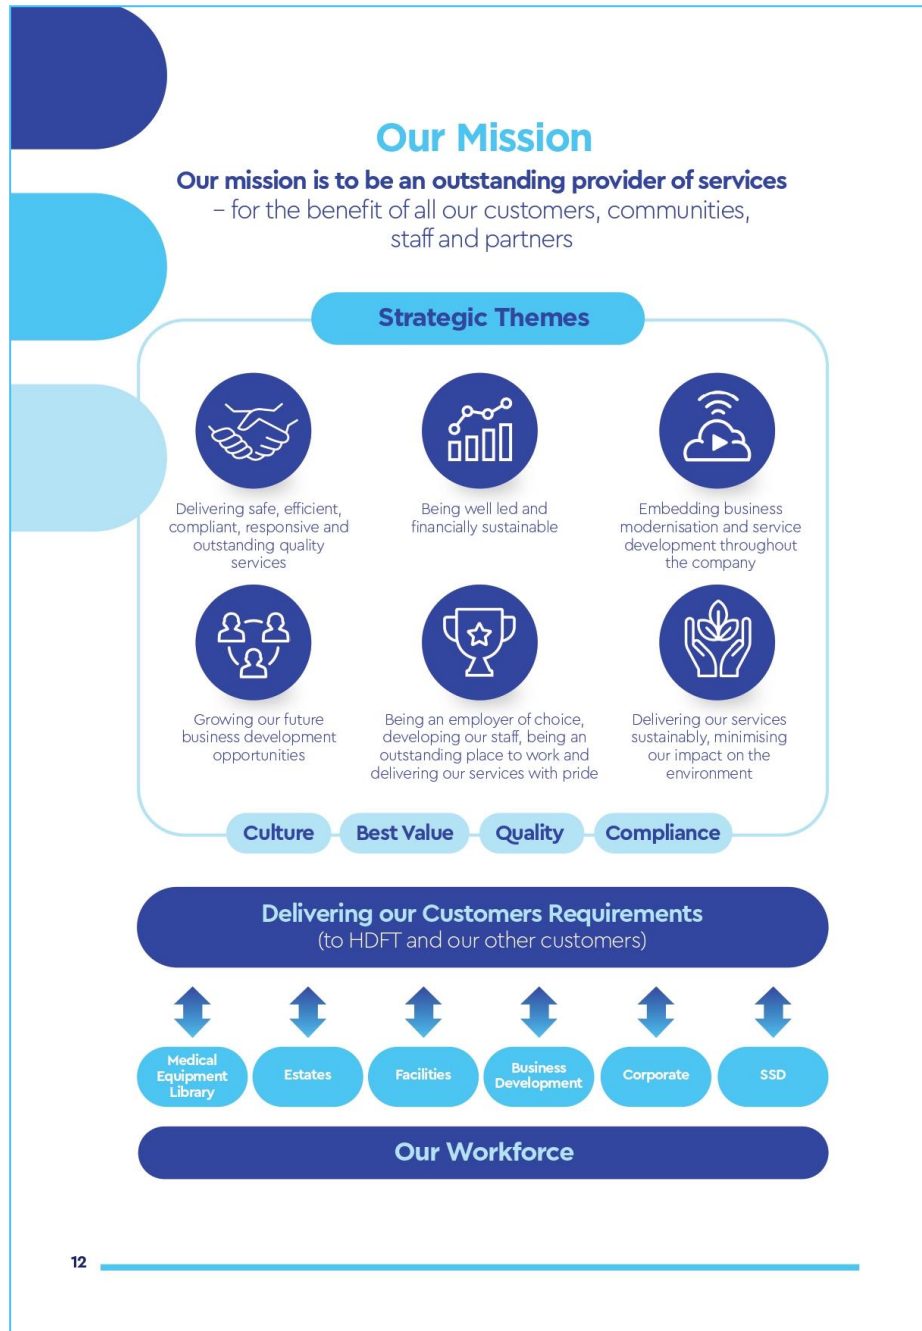 Our Mission
Our mission is to be an outstanding provider of services
– for the benefit of all our customers, communities,
staff and partners
Strategic Themes
Delivering safe, efficient,
compliant, responsive and
outstanding quality
services
Being well led and
financially sustainable
Embedding business
modernisation and service
development throughout
the company
Growing our future
business development
opportunities
Being an employer of choice,
developing our staff, being an
outstanding place to work and
delivering our services with pride
Delivering our services
sustainably, minimising
our impact on the
environment
Culture
Best Value
Quality
Compliance
Delivering our Customers Requirements
(to HDFT and our other customers)
Medical
Equipment
Library
Estates
Facilities
Business
Development
Corporate
SSD
Our Workforce
12